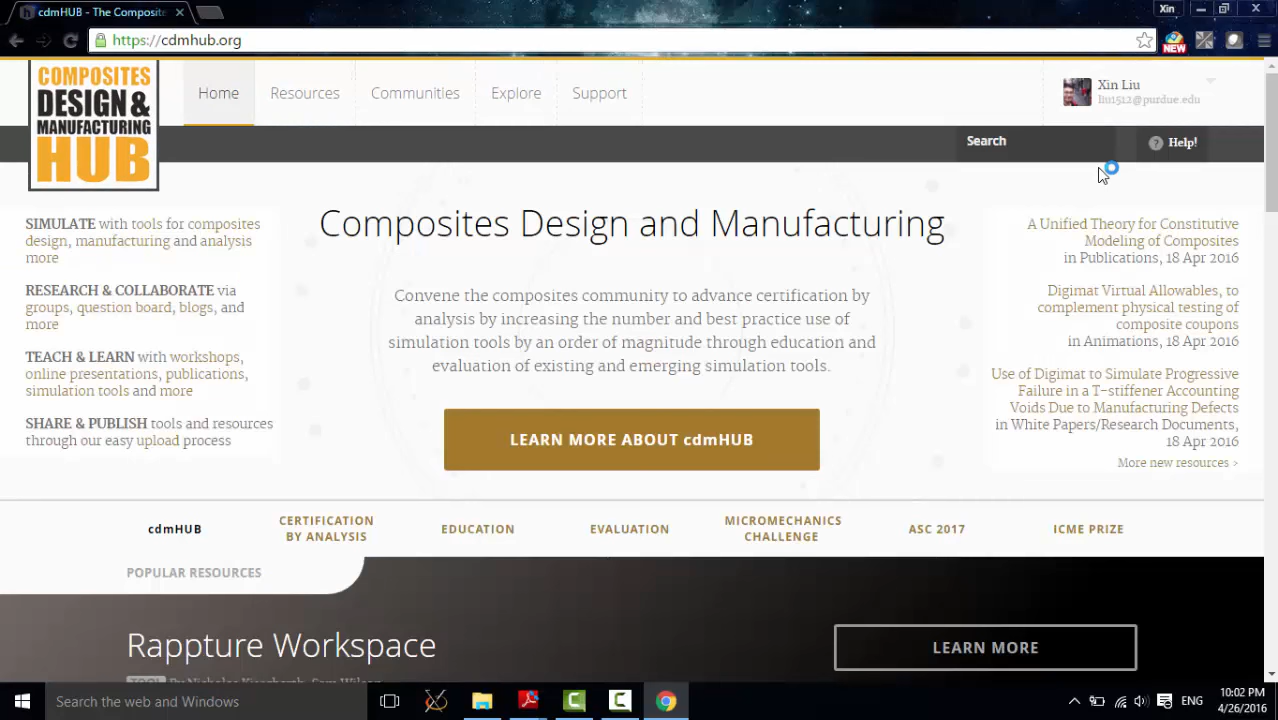 cdmHUB - The Composite
Xin
https://cdmhub.org
NEW
COMPOSITES
DESIGN &
MANUFACTURING
HUB
Home
Resources
Communities
Explore
Support
Xin Liu
liu1512@purdue.edu
Search
Help!
SIMULATE with tools for composites
design, manufacturing and analysis
more
RESEARCH & COLLABORATE via
groups, question board, blogs, and
more
TEACH & LEARN with workshops,
online presentations, publications,
simulation tools and more
SHARE & PUBLISH tools and resources
through our easy upload process
Composites Design and Manufacturing
Convene the composites community to advance certification by
analysis by increasing the number and best practice use of
simulation tools by an order of magnitude through education and
evaluation of existing and emerging simulation tools.
LEARN MORE ABOUT cdmHUB
A Unified Theory for Constitutive
Modeling of Composites
in Publications, 18 Apr 2016
Digimat Virtual Allowables, to
complement physical testing of
composite coupons
in Animations, 18 Apr 2016
Use of Digimat to Simulate Progressive
Failure in a T-stiffener Accounting
Voids Due to Manufacturing Defects
in White Papers/Research Documents,
18 Apr 2016
More new resources >
cdmHUB
CERTIFICATION
BY ANALYSIS
EDUCATION
EVALUATION
MICROMECHANICS
CHALLENGE
ASC 2017
ICME PRIZE
POPULAR RESOURCES
Rappture Workspace
LEARN MORE
TOOL By Nicholas
Search the web and Windows
ENG
10:02 PM
4/26/2016